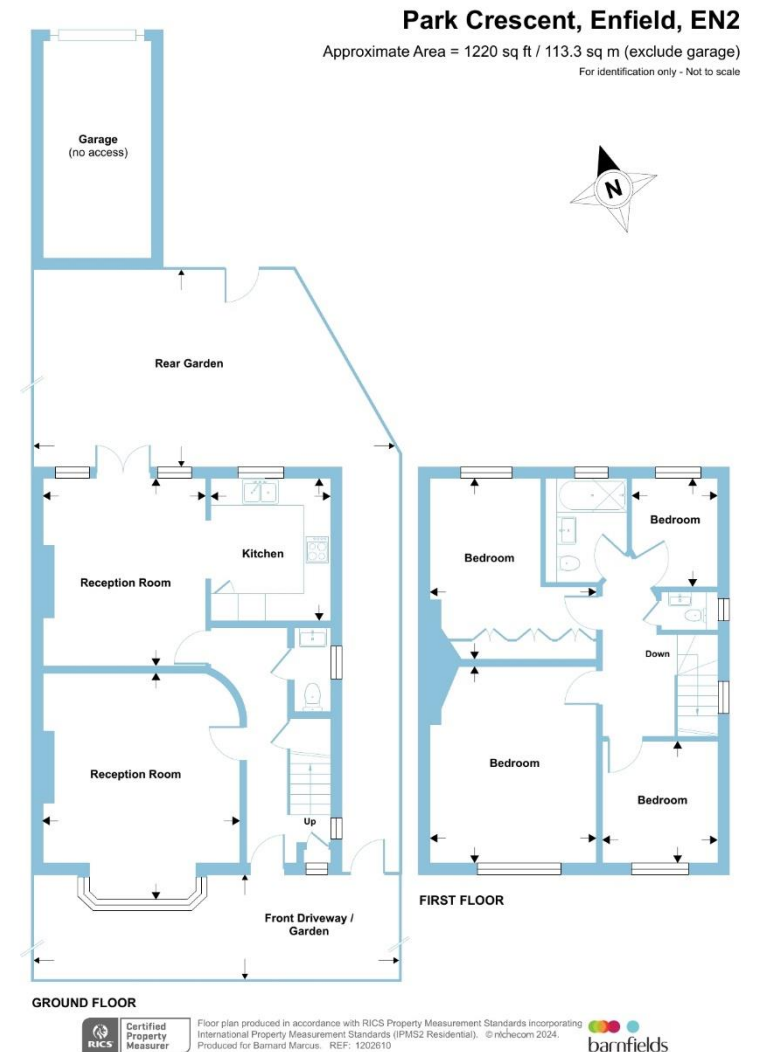 Park Crescent, Enfield, EN2
Approximate Area = 1220 sq ft / 113.3 sq m (exclude garage)
For identification only - Not to scale
Garage
(no access)
N
Rear Garden
Kitchen
Reception Room
Reception Room
Up
Front Driveway /
Garden
GROUND FLOOR
Bedroom
Bedroom
Down
Bedroom
Bedroom
FIRST FLOOR
RICS
Certified
Property
Measurer
Floor plan produced in accordance with RICS Property Measurement Standards incorporating
International Property Measurement Standards (IPMS2 Residential). © nichecom 2024.
Produced for Barnard Marcus. REF: 1202610
barnfields